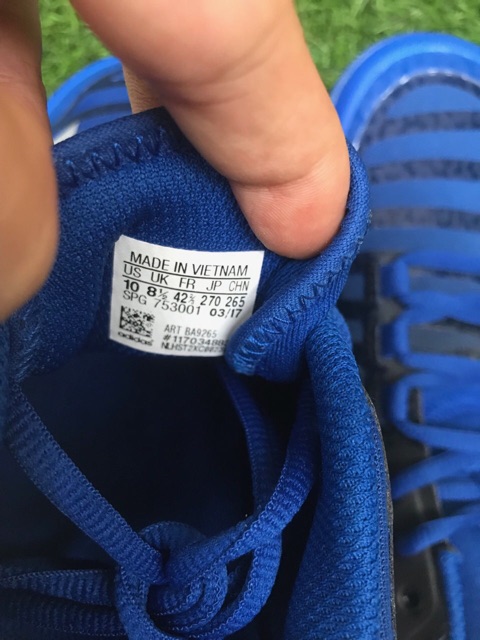 MADE IN VIETNAM
US UK FR JP CHN
10 8½ 42⅔ 270 265
SPG 753001 03/17
ART BA9265
adidas